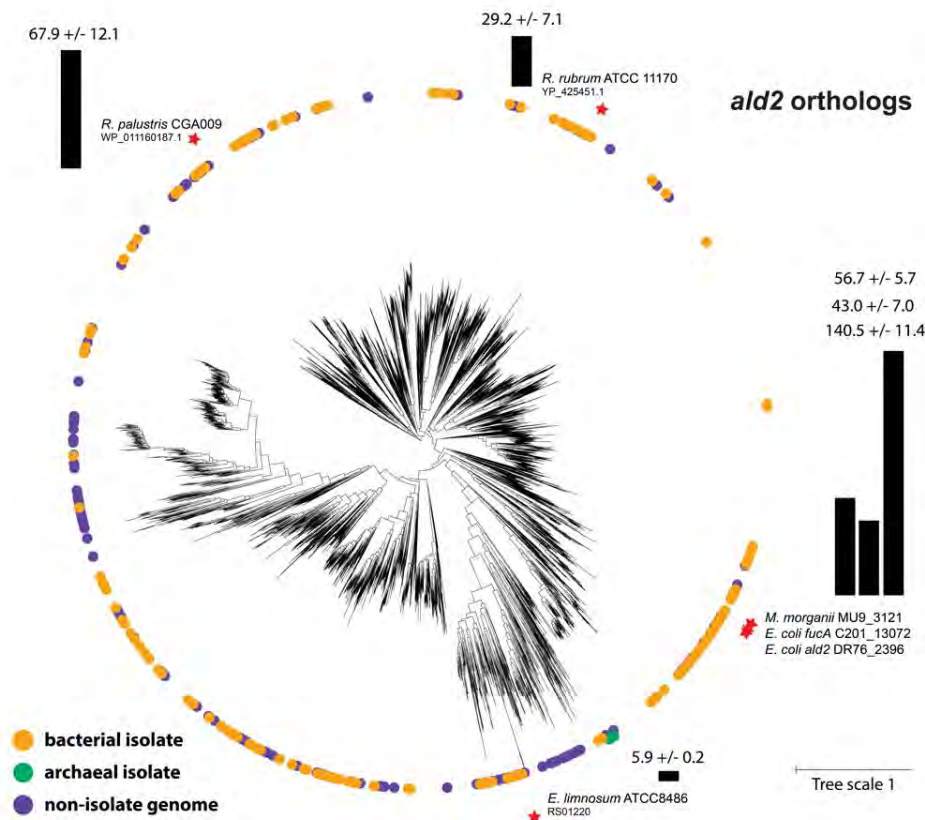 67.9 +/- 12.1
29.2 +/- 7.1
R. rubrum ATCC 11170
YP_425451.1
ald2 orthologs
R. palustris CGA009
WP_011160187.1
56.7 +/- 5.7
43.0 +/- 7.0
140.5 +/- 11.4
M. morganii MU9_3121
E. coli fucA C201_13072
E. coli ald2 DR76_2396
bacterial isolate
archaeal isolate
non-isolate genome
5.9 +/- 0.2
E. limnosum ATCC8486
RS01220
Tree scale 1